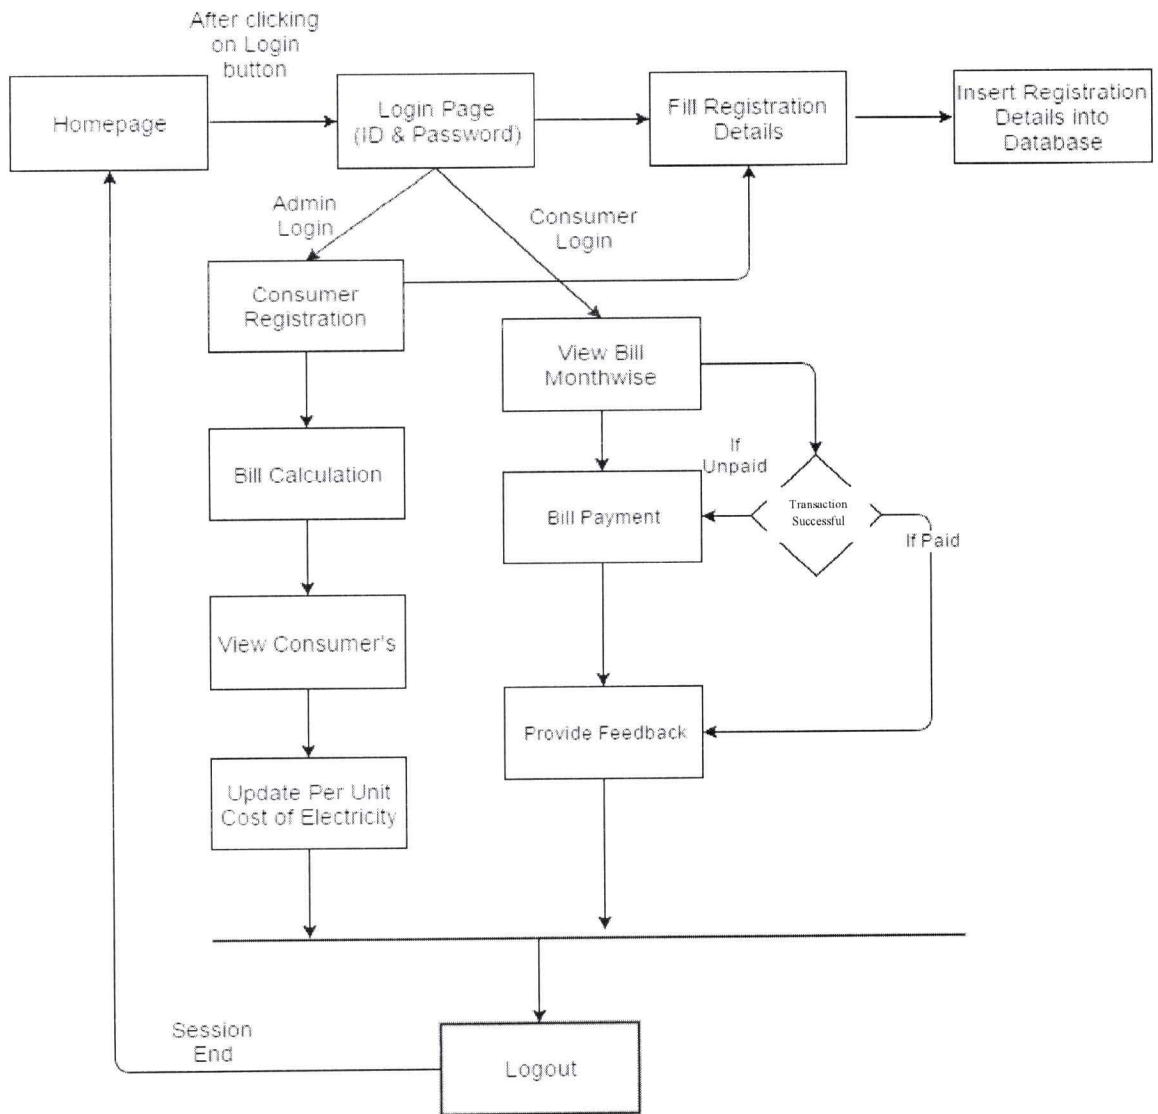 After clicking
on Login
button
Homepage
Login Page
(ID & Password)
Fill Registration
Details
Insert Registration
Details into
Database
Admin
Login
Consumer
Login
Consumer
Registration
View Bill
Monthwise
Bill Calculation
If
Unpaid
Bill Payment
Transaction
Successful
If Paid
View Consumer's
Provide Feedback
Update Per Unit
Cost of Electricity
Session
End
Logout